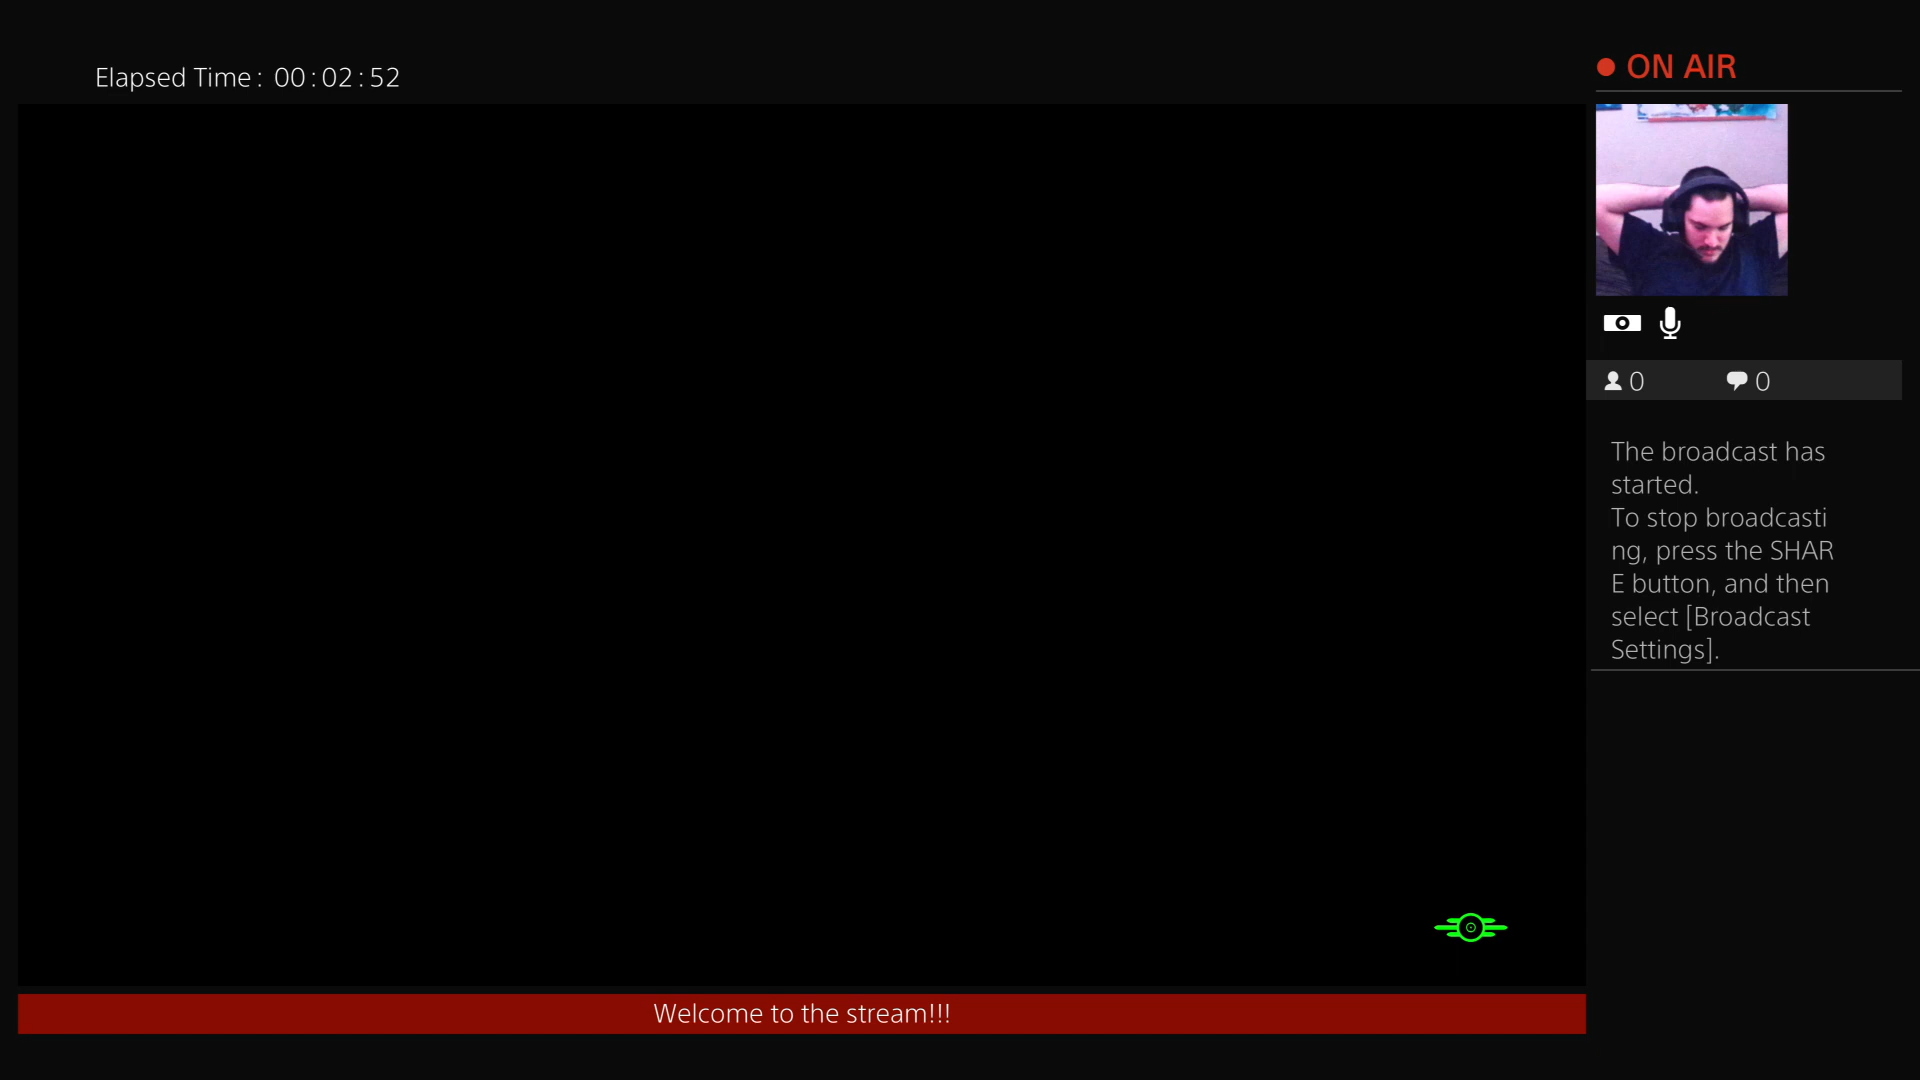 Elapsed Time: 00:02:52
ON AIR
0 0
The broadcast has
started.
To stop broadcasti
ng, press the SHAR
E button, and then
select [Broadcast
Settings].
Welcome to the stream!!!